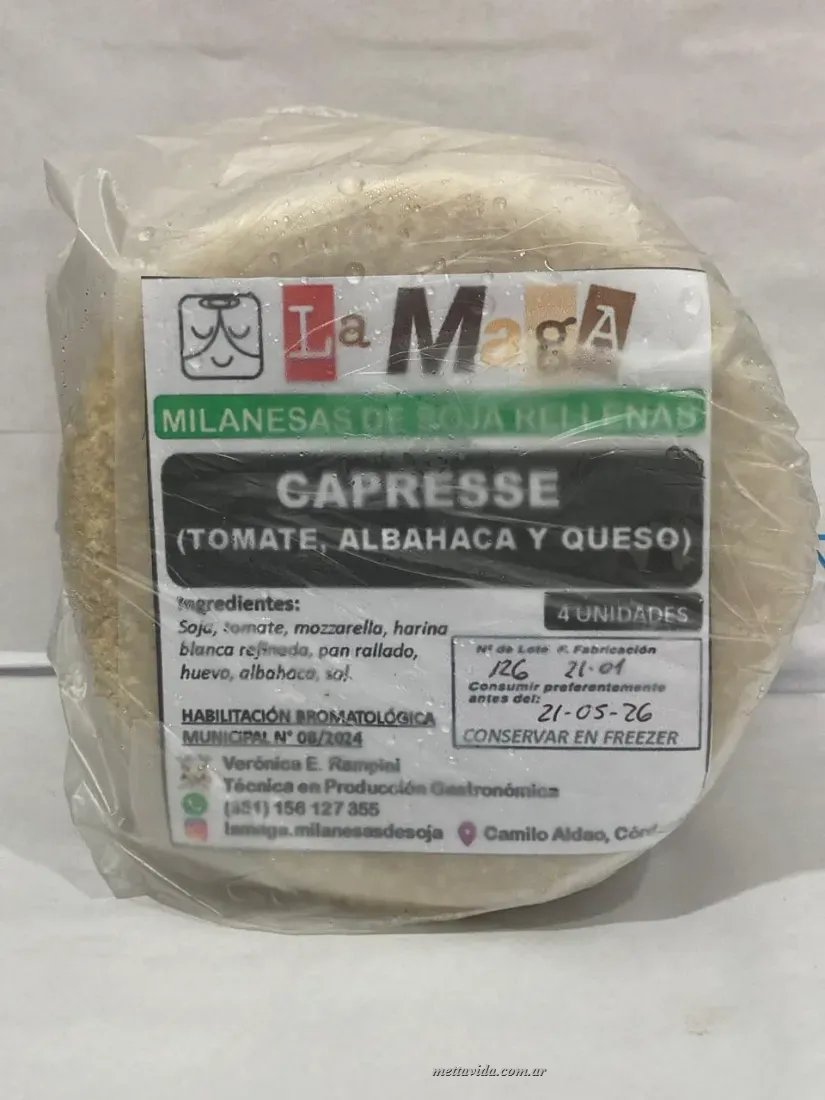 La MagA
MILANESAS DE SOJA RELLENAS
CAPRESSE
(TOMATE, ALBAHACA Y QUESO)
Ingredientes:
Soja, tomate, mozzarella, harina
blanca refinada, pan rallado,
huevo, albahaca, sal.
4 UNIDADES
Nº de Lote F. Fabricación
126 21-01
Consumir preferentemente
antes del:
21-05-26
CONSERVAR EN FREEZER
HABILITACIÓN BROMATOLÓGICA
MUNICIPAL N° 08/2024
Verónica E. Rampini
Técnica en Producción Gastronómica
156 127 355
lamaga.milanesasdesoja
Camilo Aldao,
mettavida.com.ar